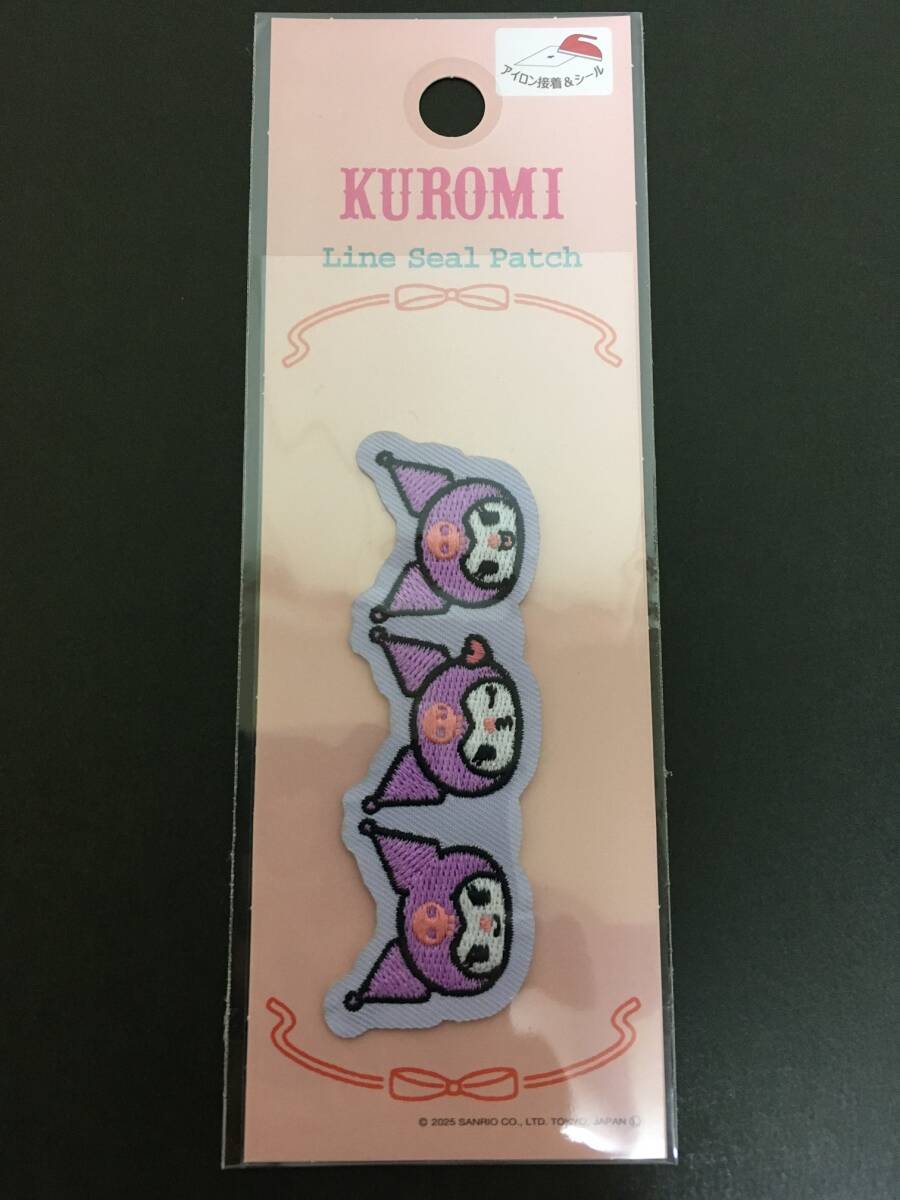 アイロン接着&シール
KUROMI
Line Seal Patch
© 2025 SANRIO CO., LTD. TOKYO, JAPAN Ⓛ